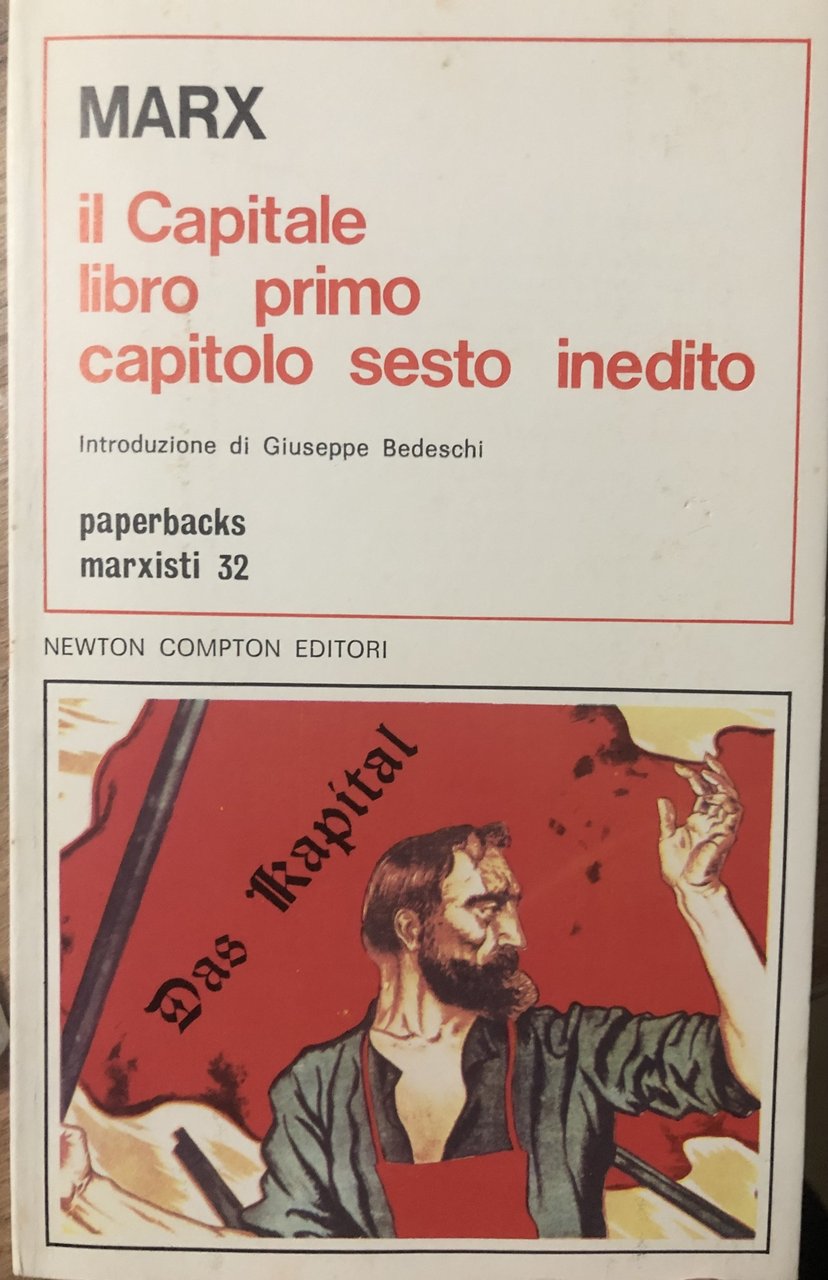 MARX
il Capitale
libro primo
capitolo sesto inedito
Introduzione di Giuseppe Bedeschi
paperbacks
marxisti 32
NEWTON COMPTON EDITORI
Das Kapital